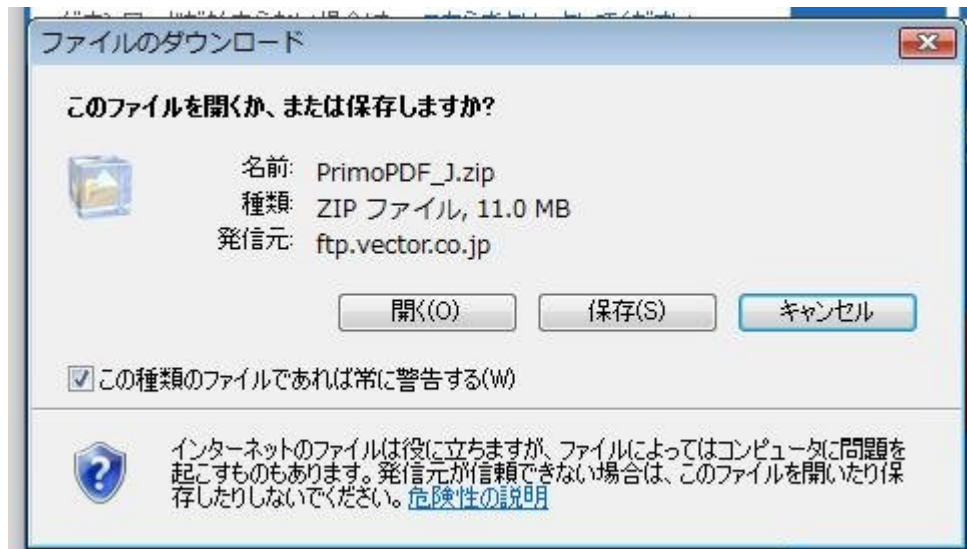 ファイルのダウンロード
このファイルを開くか、または保存しますか?
名前: PrimoPDF_J.zip
種類: ZIP ファイル, 11.0 MB
発信元: ftp.vector.co.jp
開く(O) 保存(S) キャンセル
この種類のファイルであれば常に警告する(W)
インターネットのファイルは役に立ちますが、ファイルによってはコンピュータに問題を
起こすものもあります。発信元が信頼できない場合は、このファイルを開いたり保
存したりしないでください。危険性の説明